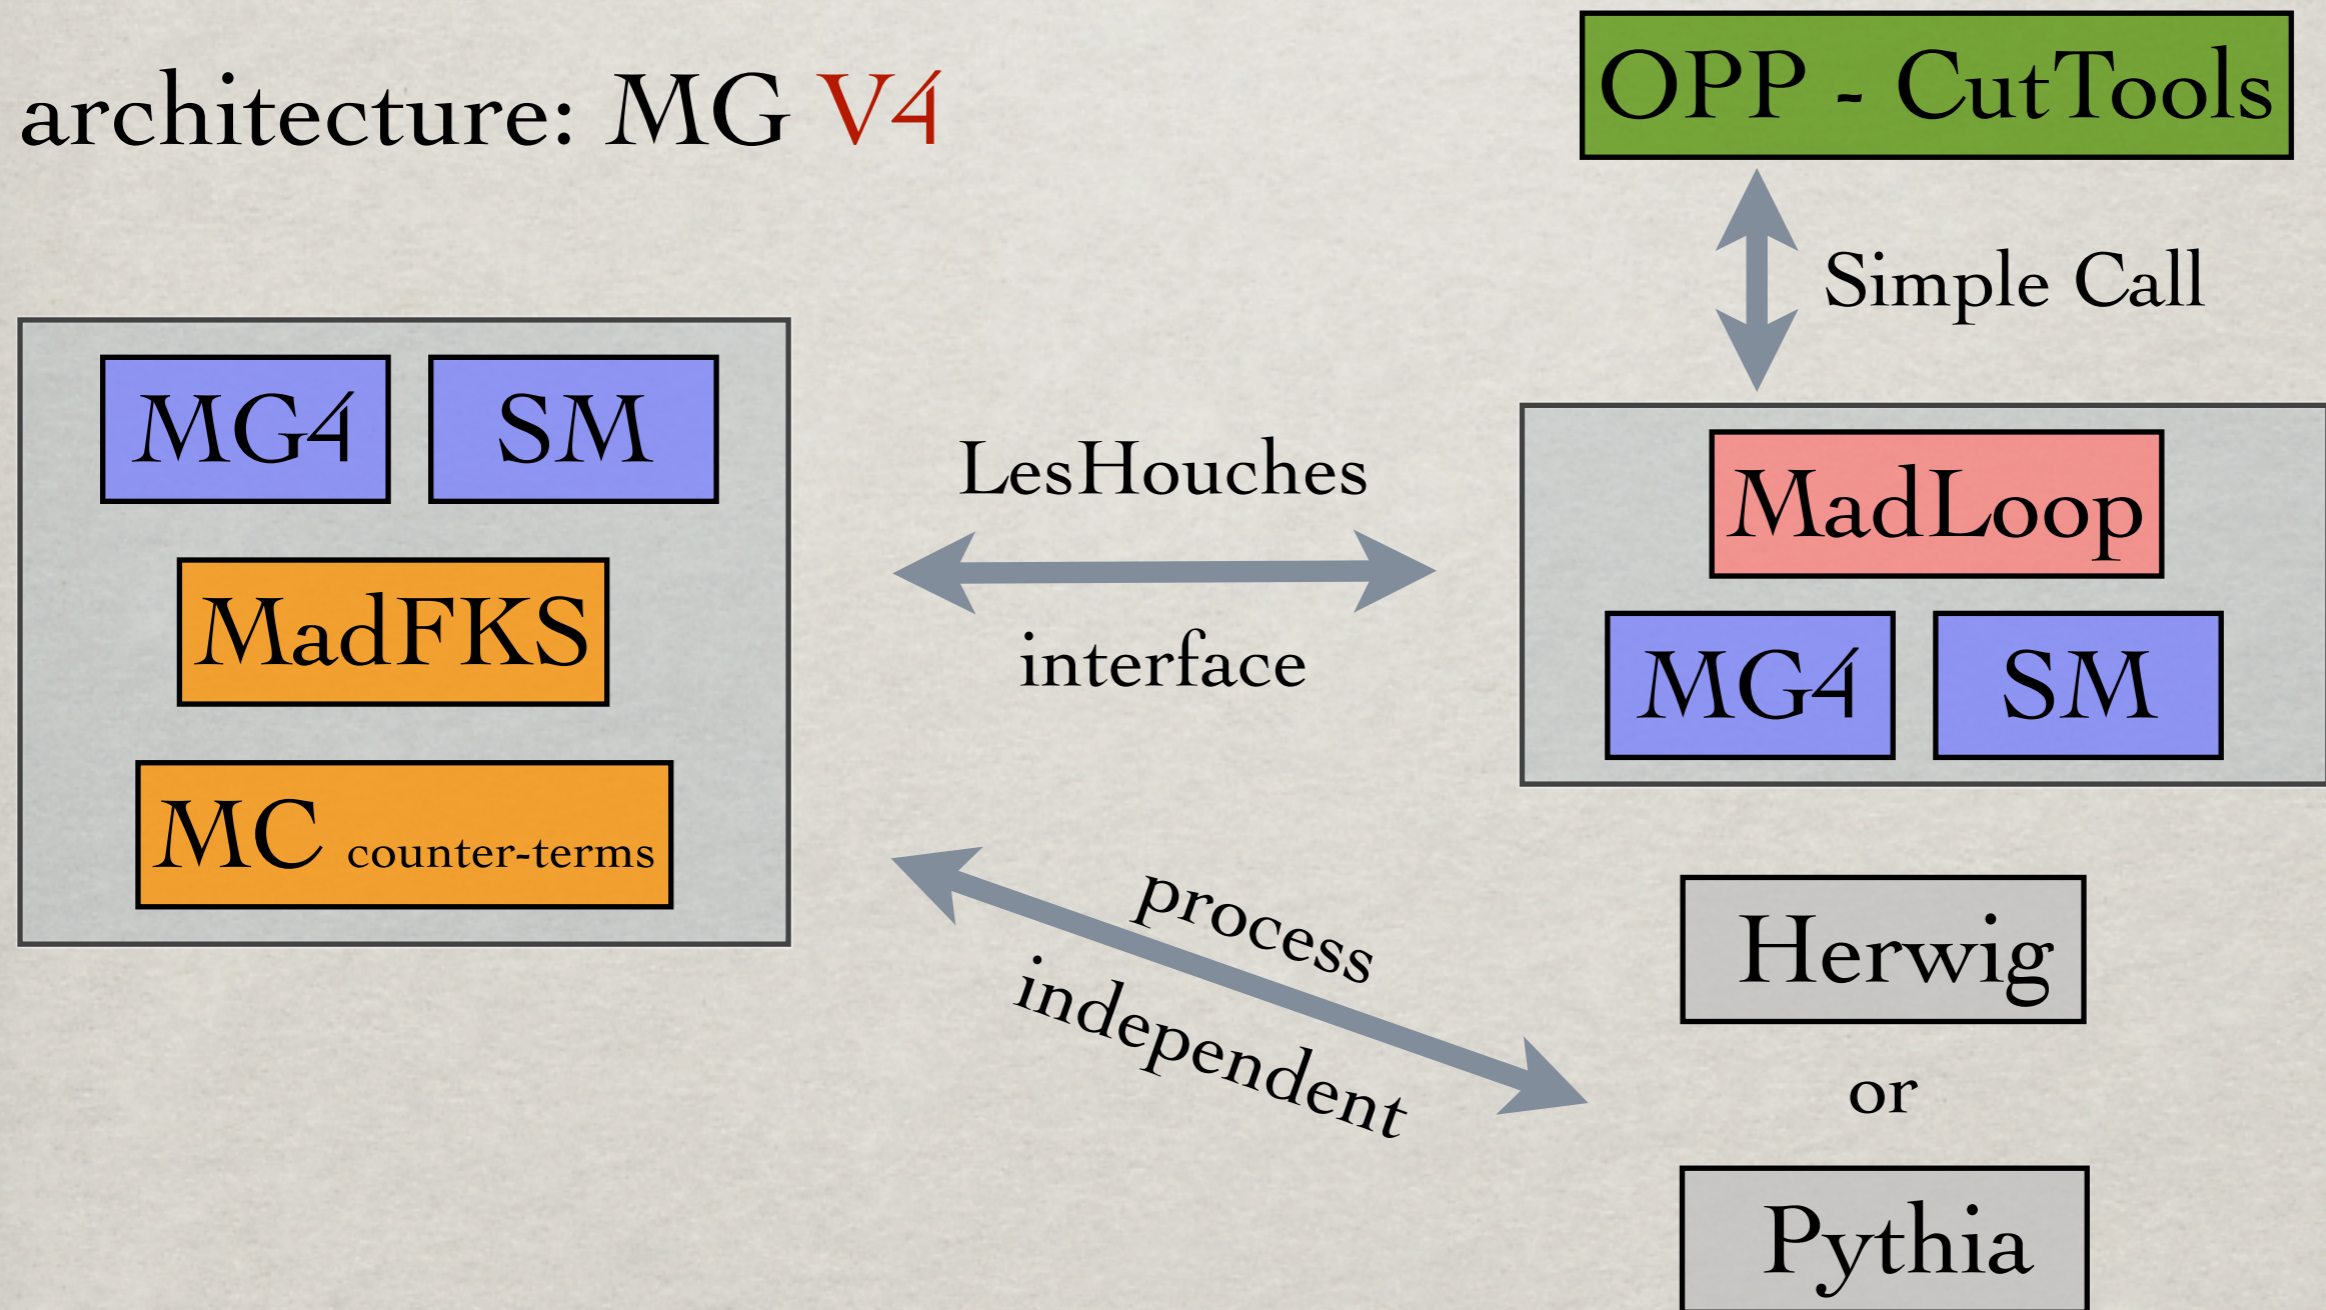 architecture: MG V4
OPP - CutTools
Simple Call
MG4
SM
MadFKS
MC counter-terms
LesHouches
interface
MadLoop
MG4
SM
process
independent
Herwig
or
Pythia